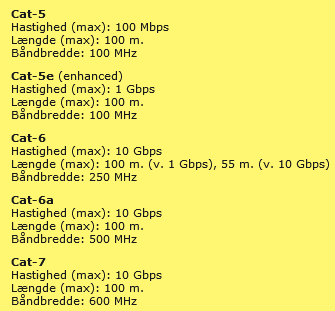 Cat-5
Hastighed (max): 100 Mbps
Længde (max): 100 m.
Båndbredde: 100 MHz
Cat-5e (enhanced)
Hastighed (max): 1 Gbps
Længde (max): 100 m.
Båndbredde: 100 MHz
Cat-6
Hastighed (max): 10 Gbps
Længde (max): 100 m. (v. 1 Gbps), 55 m. (v. 10 Gbps)
Båndbredde: 250 MHz
Cat-6a
Hastighed (max): 10 Gbps
Længde (max): 100 m.
Båndbredde: 500 MHz
Cat-7
Hastighed (max): 10 Gbps
Længde (max): 100 m.
Båndbredde: 600 MHz